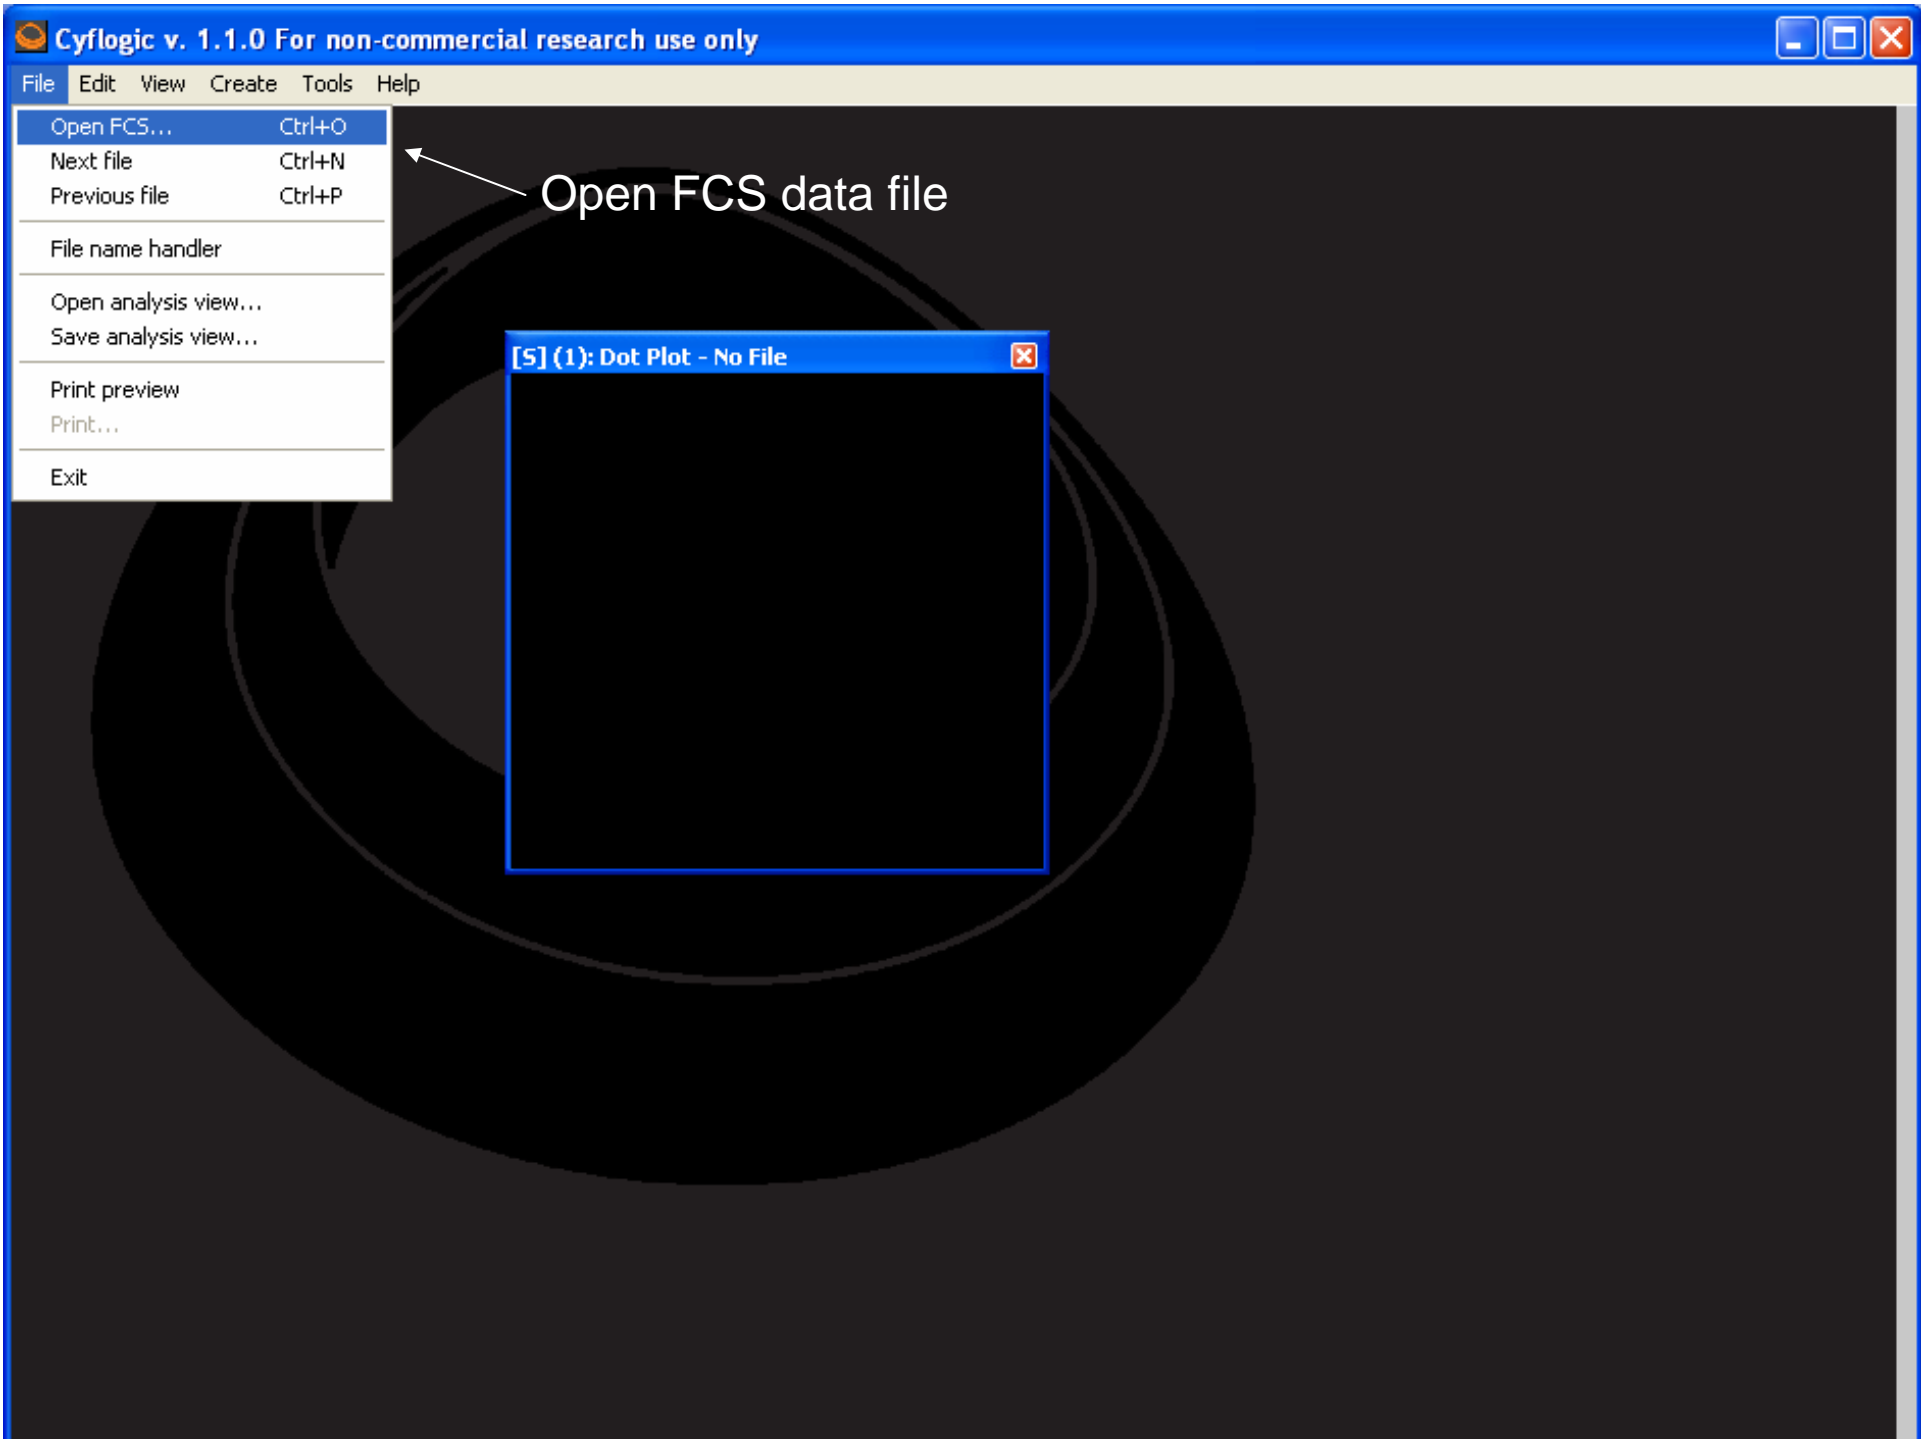 Cyflogic v. 1.1.0 For non-commercial research use only
File Edit View Create Tools Help
Open FCS... Ctrl+O
Next file Ctrl+N
Previous file Ctrl+P
Open FCS data file
File name handler
Open analysis view...
Save analysis view...
[S] (1): Dot Plot - No File
Print preview
Print...
Exit